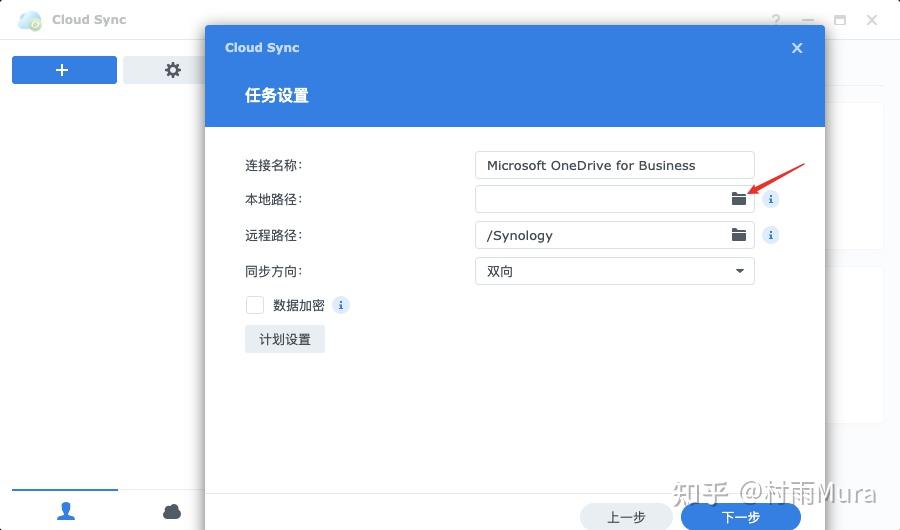 Cloud Sync
Cloud Sync
任务设置
连接名称: Microsoft OneDrive for Business
本地路径:
远程路径: /Synology
同步方向: 双向
数据加密
计划设置
上一步 下一步
知乎 @村雨Mura